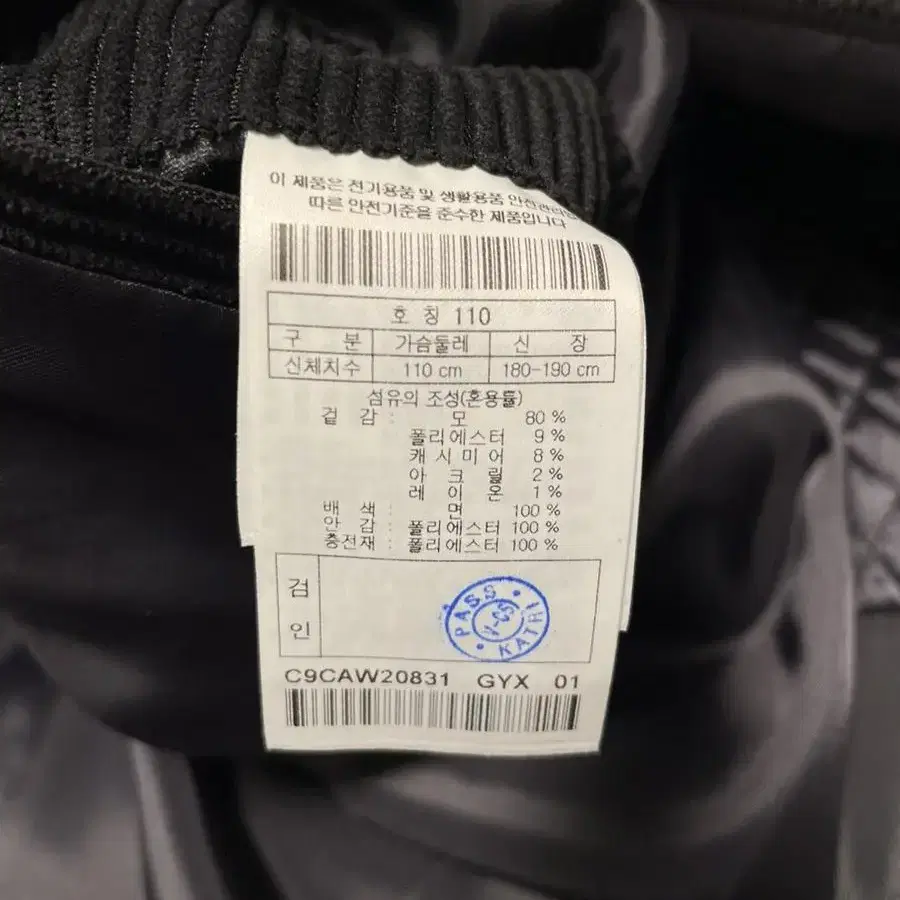 이 제품은 전기용품 및 생활용품 안전관리법
따른 안전기준을 준수한 제품입니다
호 칭 110
구 분 가슴둘레 신 장
신체치수 110 cm 180-190 cm
섬유의 조성(혼용률)
겉 감 : 모 80 %
폴리에스터 9 %
캐시미어 8 %
아크릴 2 %
레이온 1 %
배 색 : 면 100 %
안 감 : 폴리에스터 100 %
충전재 : 폴리에스터 100 %
검 인
PASS KATRI V-CS
C9CAW20831 GYX 01